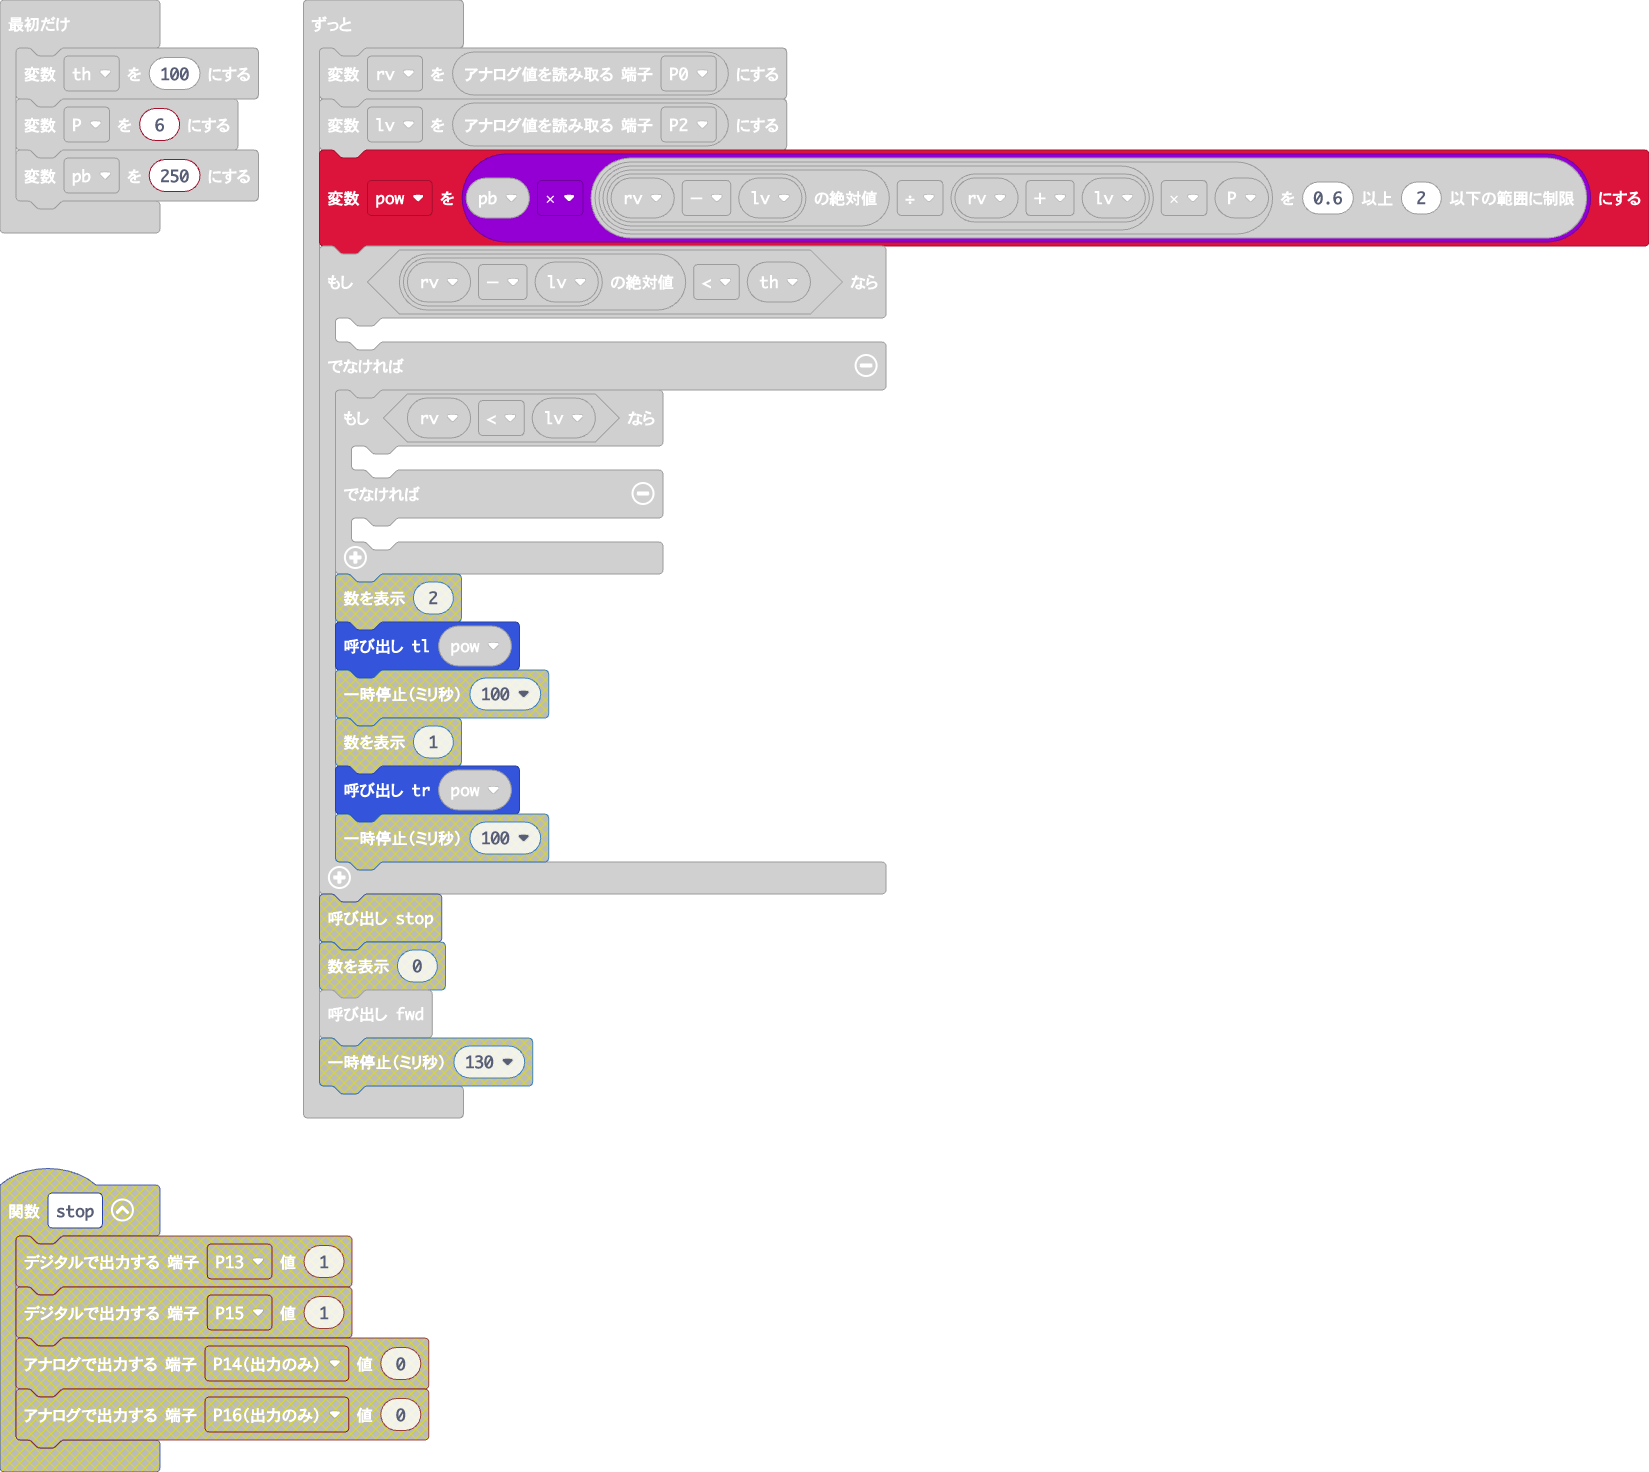 最初だけ
変数 th を 100 にする
変数 P を 6 にする
変数 pb を 250 にする
ずっと
変数 rv を アナログ値を読み取る 端子 P0 にする
変数 lv を アナログ値を読み取る 端子 P2 にする
変数 pow を pb × rv - lv の絶対値 ÷ rv + lv × P を 0.6 以上 2 以下の範囲に制限 にする
もし rv - lv の絶対値 < th なら
でなければ
もし rv < lv なら
でなければ
数を表示 2
呼び出し tl pow
一時停止(ミリ秒) 100
数を表示 1
呼び出し tr pow
一時停止(ミリ秒) 100
呼び出し stop
数を表示 0
呼び出し fwd
一時停止(ミリ秒) 130
関数 stop
デジタルで出力する 端子 P13 値 1
デジタルで出力する 端子 P15 値 1
アナログで出力する 端子 P14(出力のみ) 値 0
アナログで出力する 端子 P16(出力のみ) 値 0